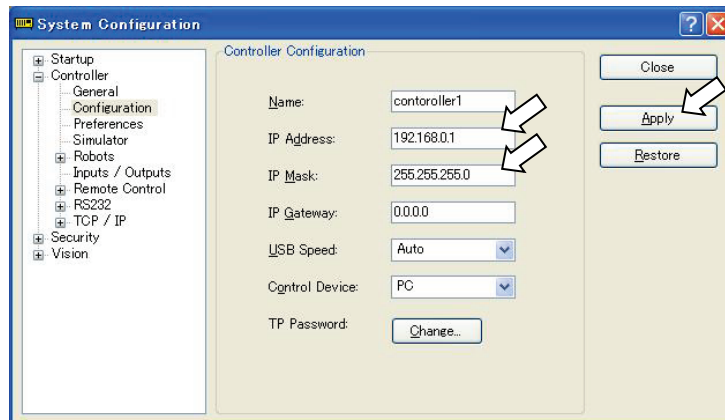 System Configuration
Startup
Controller
General
Configuration
Preferences
Simulator
Robots
Inputs / Outputs
Remote Control
RS232
TCP / IP
Security
Vision
Controller Configuration
Name: contoroller1
IP Address: 192.168.0.1
IP Mask: 255.255.255.0
IP Gateway: 0.0.0.0
USB Speed: Auto
Control Device: PC
TP Password: Change...
Close
Apply
Restore